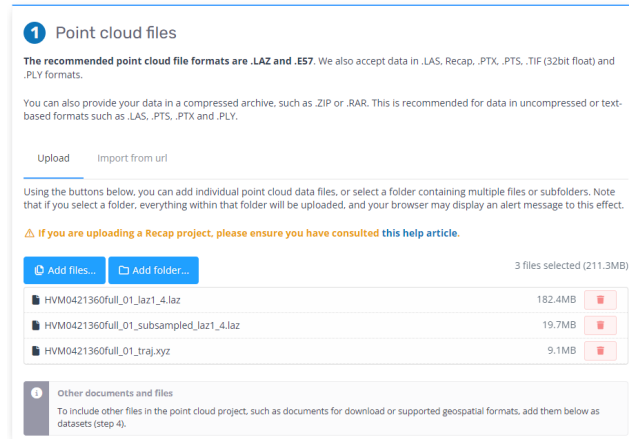 1 Point cloud files
The recommended point cloud file formats are .LAZ and .E57. We also accept data in .LAS, Recap, .PTX, .PTS, .TIF (32bit float) and
.PLY formats.
You can also provide your data in a compressed archive, such as .ZIP or .RAR. This is recommended for data in uncompressed or text-
based formats such as .LAS, .PTS, .PTX and .PLY.
Upload Import from url
Using the buttons below, you can add individual point cloud data files, or select a folder containing multiple files or subfolders. Note
that if you select a folder, everything within that folder will be uploaded, and your browser may display an alert message to this effect.
If you are uploading a Recap project, please ensure you have consulted this help article.
Add files... Add folder... 3 files selected (211.3MB)
HVM0421360full_01_laz1_4.laz 182.4MB
HVM0421360full_01_subsampled_laz1_4.laz 19.7MB
HVM0421360full_01_traj.xyz 9.1MB
Other documents and files
To include other files in the point cloud project, such as documents for download or supported geospatial formats, add them below as
datasets (step 4).